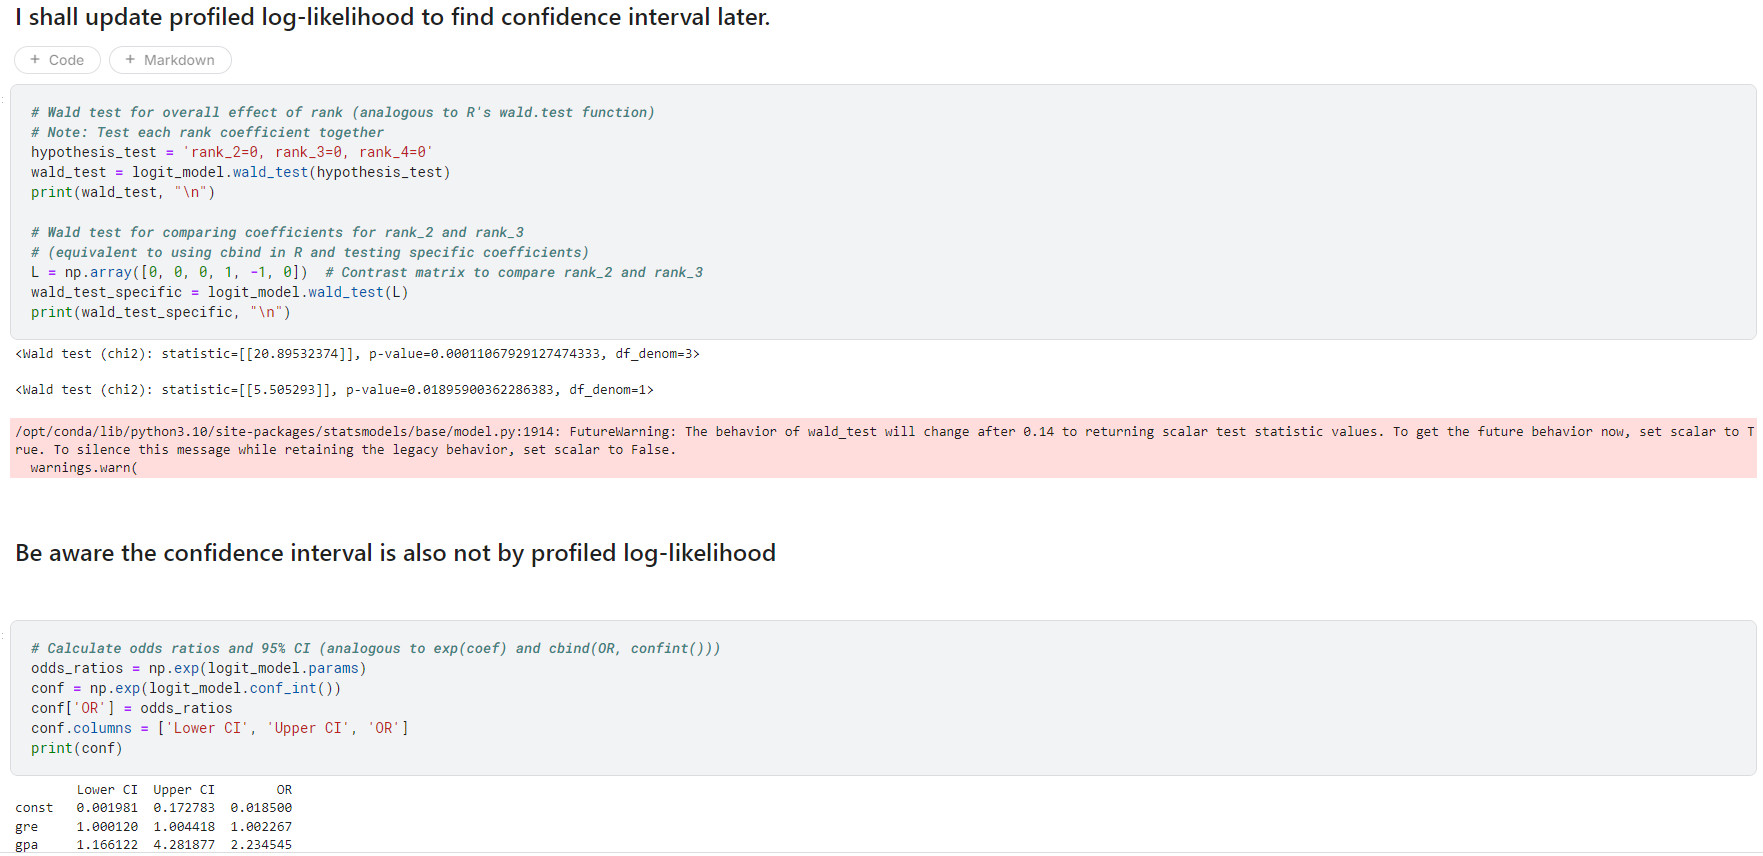 I shall update profiled log-likelihood to find confidence interval later.
+ Code + Markdown
# Wald test for overall effect of rank (analogous to R's wald.test function)
# Note: Test each rank coefficient together
hypothesis_test = 'rank_2=0, rank_3=0, rank_4=0'
wald_test = logit_model.wald_test(hypothesis_test)
print(wald_test, "\n")
# Wald test for comparing coefficients for rank_2 and rank_3
# (equivalent to using cbind in R and testing specific coefficients)
L = np.array([0, 0, 0, 1, -1, 0])  # Contrast matrix to compare rank_2 and rank_3
wald_test_specific = logit_model.wald_test(L)
print(wald_test_specific, "\n")
<Wald test (chi2): statistic=[[20.89532374]], p-value=0.00011067929127474333, df_denom=3>
<Wald test (chi2): statistic=[[5.505293]], p-value=0.01895900362286383, df_denom=1>
/opt/conda/lib/python3.10/site-packages/statsmodels/base/model.py:1914: FutureWarning: The behavior of wald_test will change after 0.14 to returning scalar test statistic values. To get the future behavior now, set scalar to T
rue. To silence this message while retaining the legacy behavior, set scalar to False.
  warnings.warn(
Be aware the confidence interval is also not by profiled log-likelihood
# Calculate odds ratios and 95% CI (analogous to exp(coef) and cbind(OR, confint()))
odds_ratios = np.exp(logit_model.params)
conf = np.exp(logit_model.conf_int())
conf['OR'] = odds_ratios
conf.columns = ['Lower CI', 'Upper CI', 'OR']
print(conf)
Lower CI  Upper CI  OR
const  0.001981  0.172783  0.018500
gre  1.000120  1.004418  1.002267
gpa  1.166122  4.281877  2.234545